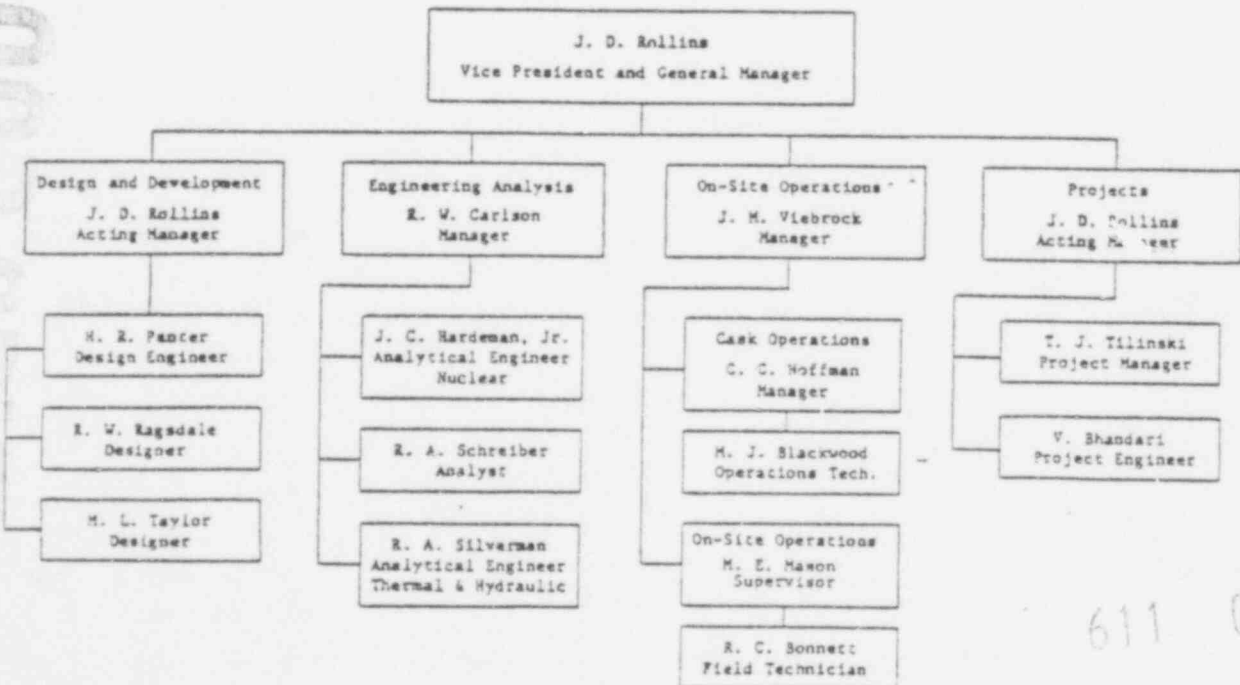 J. D. Rollins
Vice President and General Manager
Design and Development
J. D. Rollins
Acting Manager
Engineering Analysis
R. W. Carlson
Manager
On-Site Operations
J. M. Viebrock
Manager
Projects
J. D. Rollins
Acting
M. R. Panter
Design Engineer
R. W. Ragsdale
Designer
M. L. Taylor
Designer
J. C. Hardeman, Jr.
Analytical Engineer
Nuclear
R. A. Schreiber
Analyst
R. A. Silverman
Analytical Engineer
Thermal & Hydraulic
Cask Operations
C. C. Hoffman
Manager
M. J. Blackwood
Operations Tech.
On-Site Operations
M. E. Mason
Supervisor
R. C. Bonnett
Field Technician
T. J. Tilinski
Project Manager
V. Bhandari
Project Engineer
611